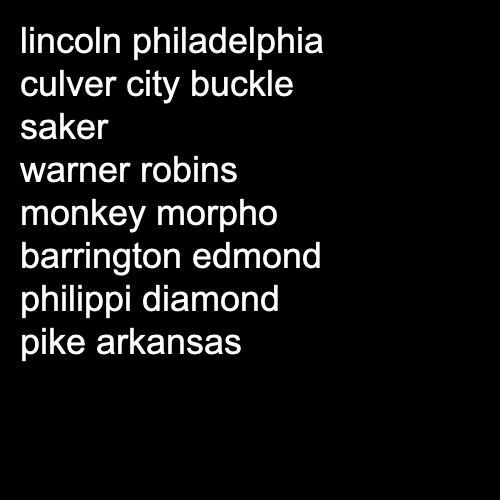 lincoln philadelphia
culver city buckle
saker
warner robins
monkey morpho
barrington edmond
philippi diamond
pike arkansas